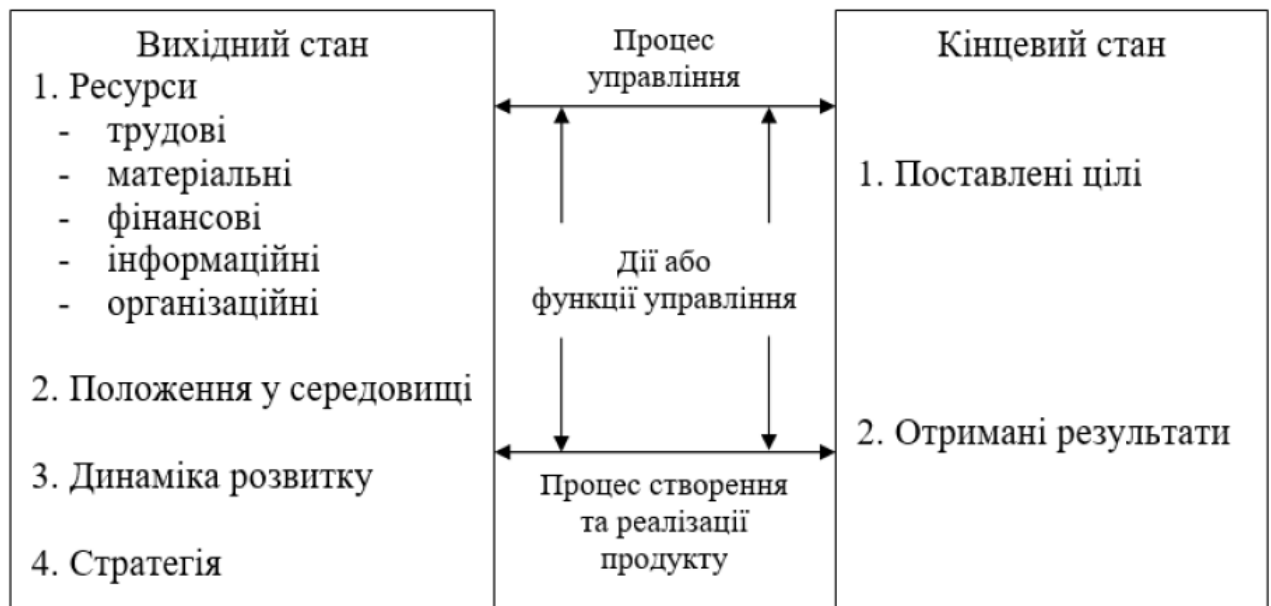 Вихідний стан
1. Ресурси
- трудові
- матеріальні
- фінансові
- інформаційні
- організаційні
2. Положення у середовищі
3. Динаміка розвитку
4. Стратегія
Процес
управління
Дії або
функції управління
Процес створення
та реалізації
продукту
Кінцевий стан
1. Поставлені цілі
2. Отримані результати